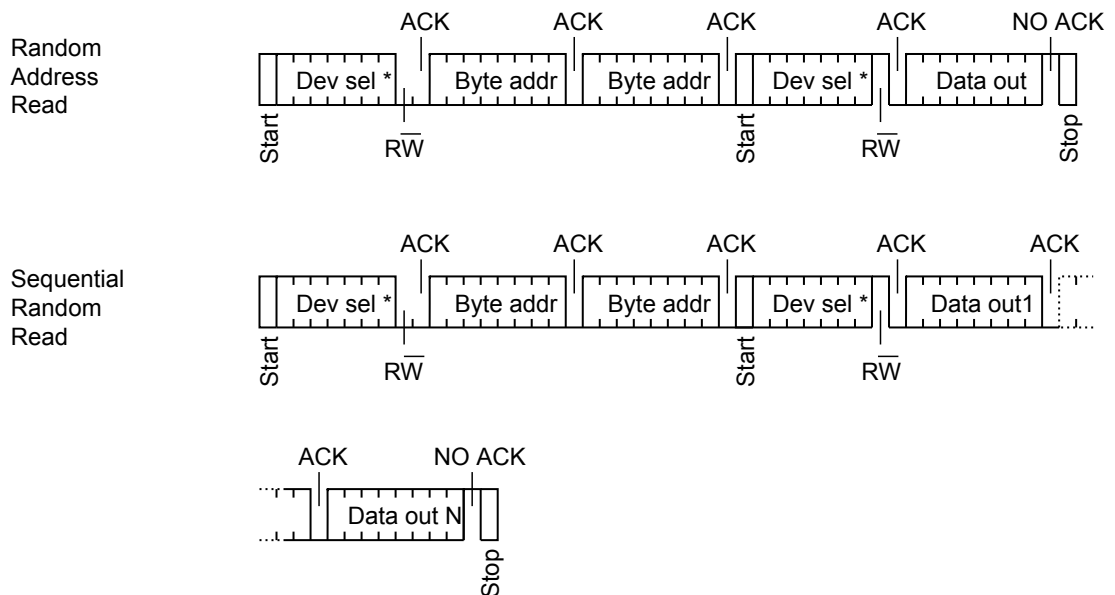 ACK ACK ACK ACK NO ACK
Random
Address
Read
Dev sel * Byte addr Byte addr Dev sel * Data out
Start RW Start RW Stop
ACK ACK ACK ACK ACK
Sequential
Random
Read
Dev sel * Byte addr Byte addr Dev sel * Data out1
Start RW Start RW
ACK NO ACK
Data out N
Stop